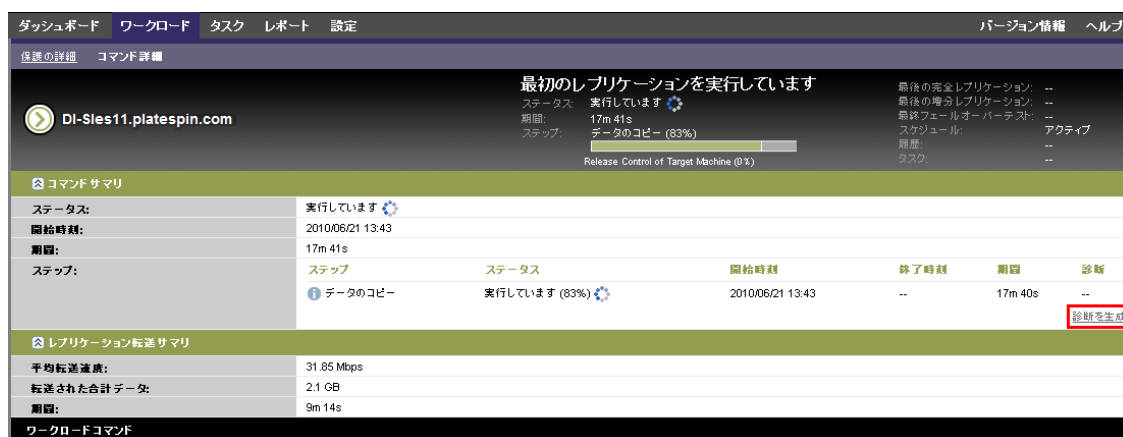 ダッシュボード ワークロード タスク レポート 設定 バージョン情報 ヘルプ
保護の詳細 コマンド詳細
最初のレプリケーションを実行しています
ステータス: 実行しています
期間: 17m 41s
ステップ: データのコピー (83%)
Release Control of Target Machine (0%)
DI-Sles11.platespin.com
最後の完全レプリケーション: --
最後の増分レプリケーション: --
最終フェールオーバーテスト: --
スケジュール: アクティブ
履歴: --
タスク: --
コマンドサマリ
ステータス: 実行しています
開始時刻: 2010/06/21 13:43
期間: 17m 41s
ステップ: ステップ ステータス 開始時刻 終了時刻 期間 診断
データのコピー 実行しています (83%) 2010/06/21 13:43 -- 17m 40s --
診断を生成
レプリケーション転送サマリ
平均転送速度: 31.85 Mbps
転送された合計データ: 2.1 GB
期間: 9m 14s
ワークロードコマンド